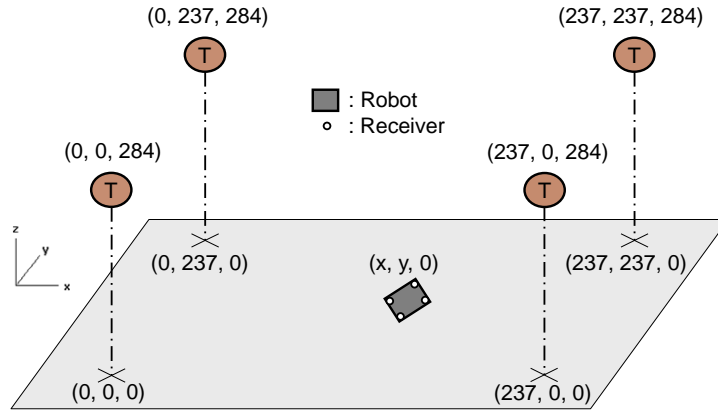 (0, 237, 284)
(237, 237, 284)
T
T
: Robot
: Receiver
(0, 0, 284)
(237, 0, 284)
T
T
z
y
x
(0, 237, 0)
(x, y, 0)
(237, 237, 0)
(0, 0, 0)
(237, 0, 0)